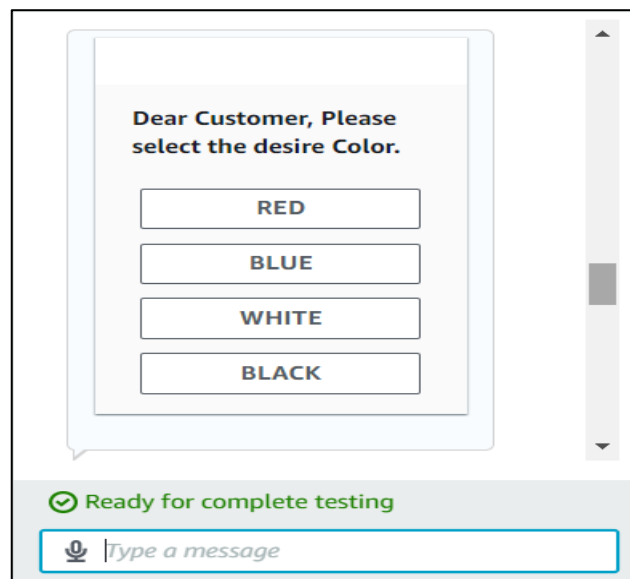 Dear Customer, Please
select the desire Color.
RED
BLUE
WHITE
BLACK
Ready for complete testing
Type a message